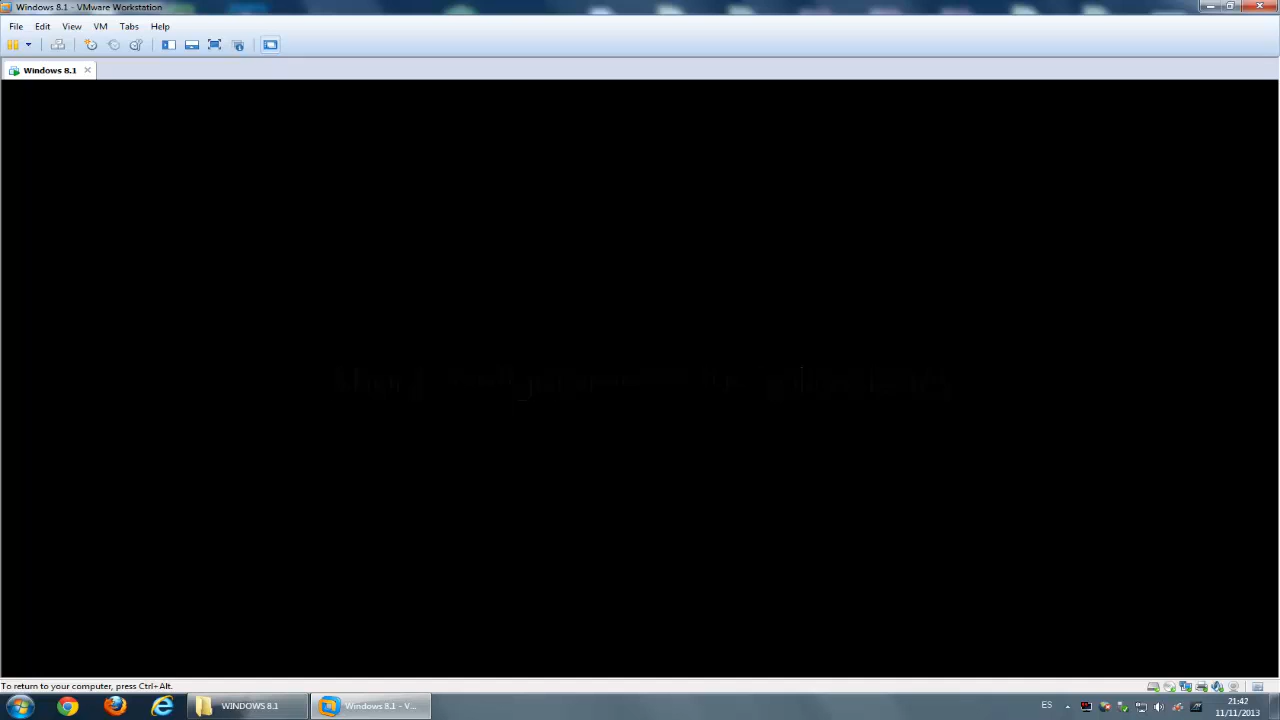 Windows 8.1 - VMware Workstation
File Edit View VM Tabs Help
Windows 8.1
To return to your computer, press Ctrl+Alt.
WINDOWS 8.1
Windows 8.1 - V...
ES
21:42
11/11/2013